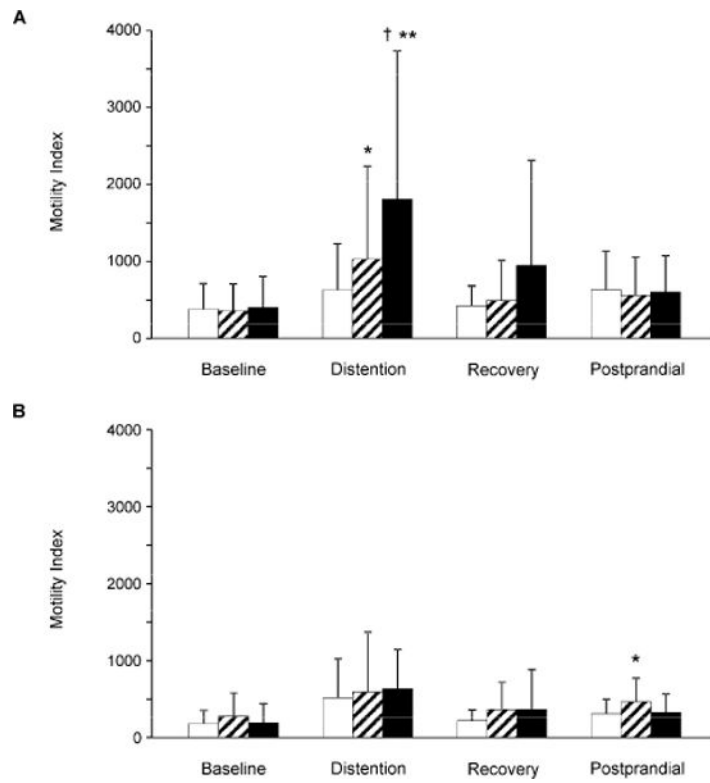 A
4000
† **
3000
Motility Index
*
2000
1000
0
Baseline Distention Recovery Postprandial
B
4000
3000
Motility Index
2000
1000
*
0
Baseline Distention Recovery Postprandial